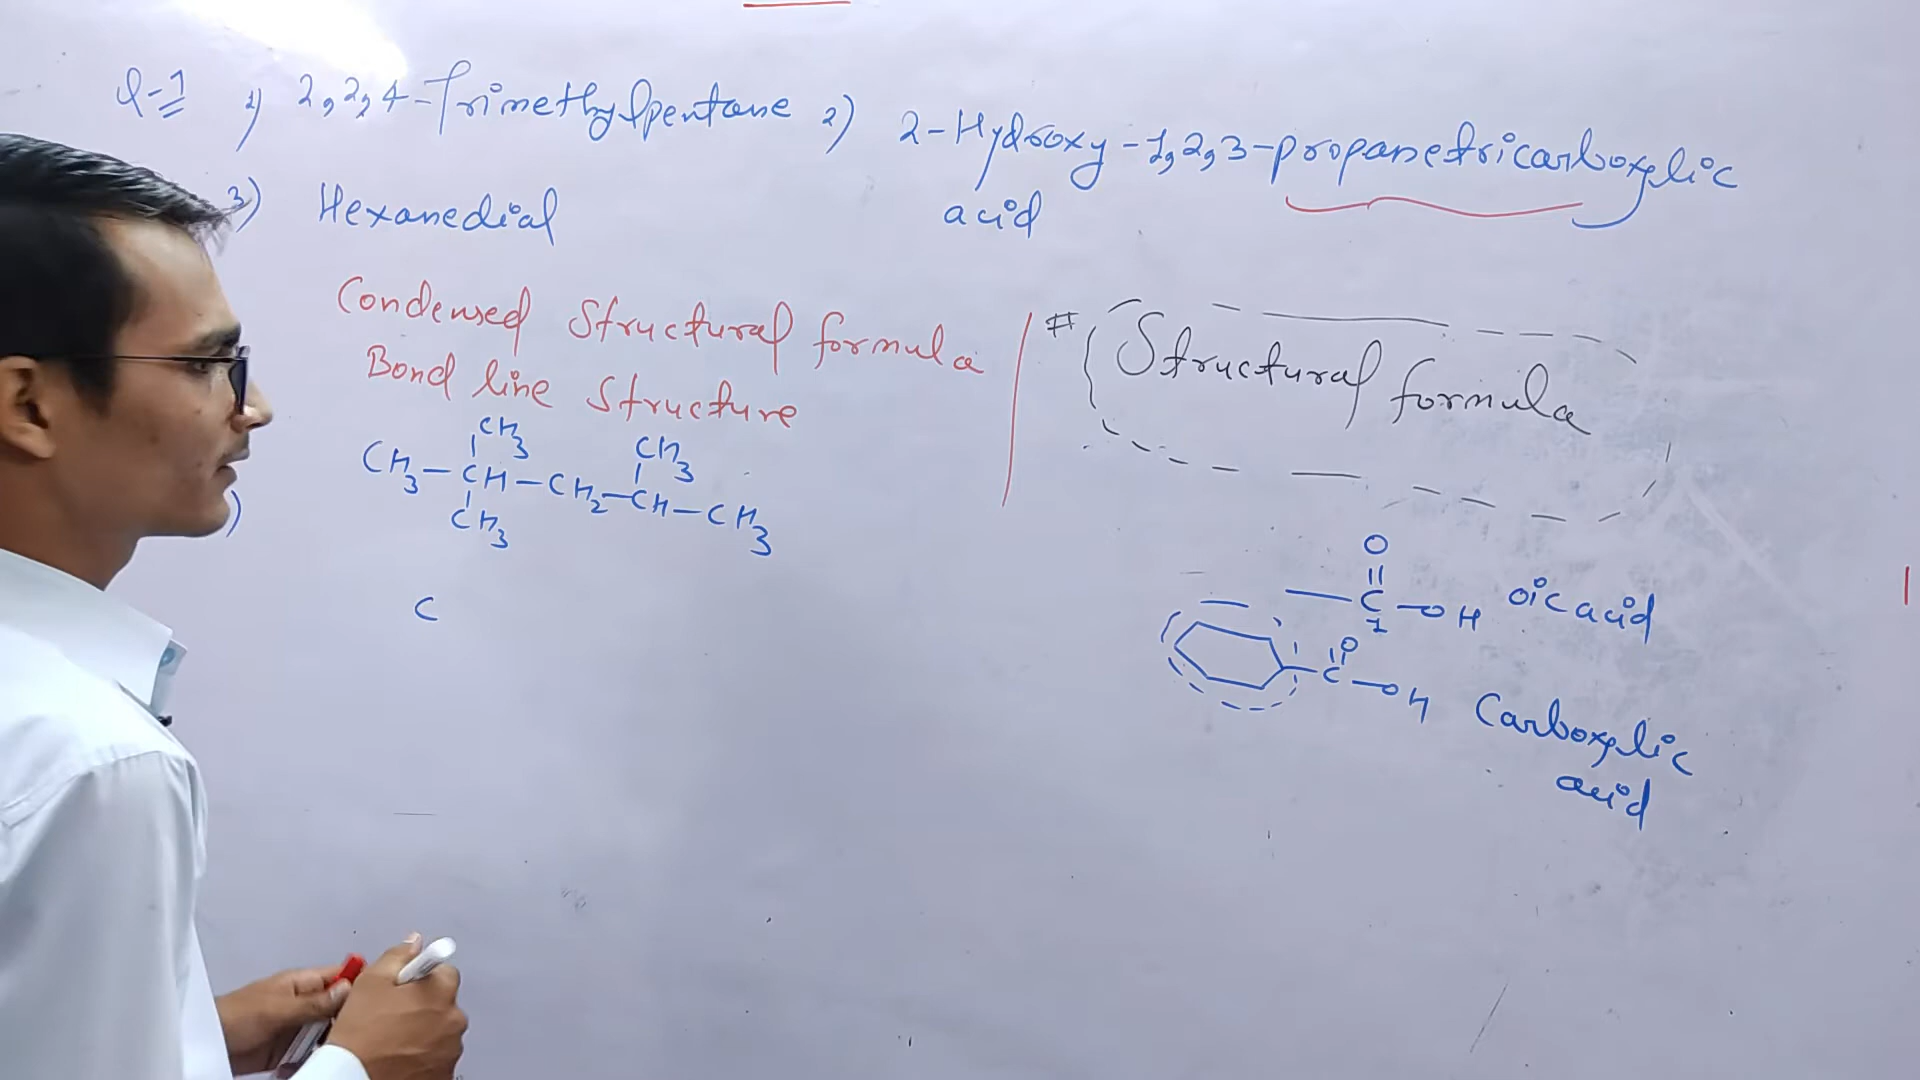 Q-1 1) 2,2,4-Trimethylpentane 2) 2-Hydroxy-1,2,3-propanetricarboxylic
acid
3) Hexanedial
Condensed Structural formula
Bond line Structure
# Structural formula
CH3 CH3
CH3-CH-CH2-CH-CH3
CH3
)
C
O
||
-C-OH oic acid
1
O
||
-C-OH Carboxylic
acid